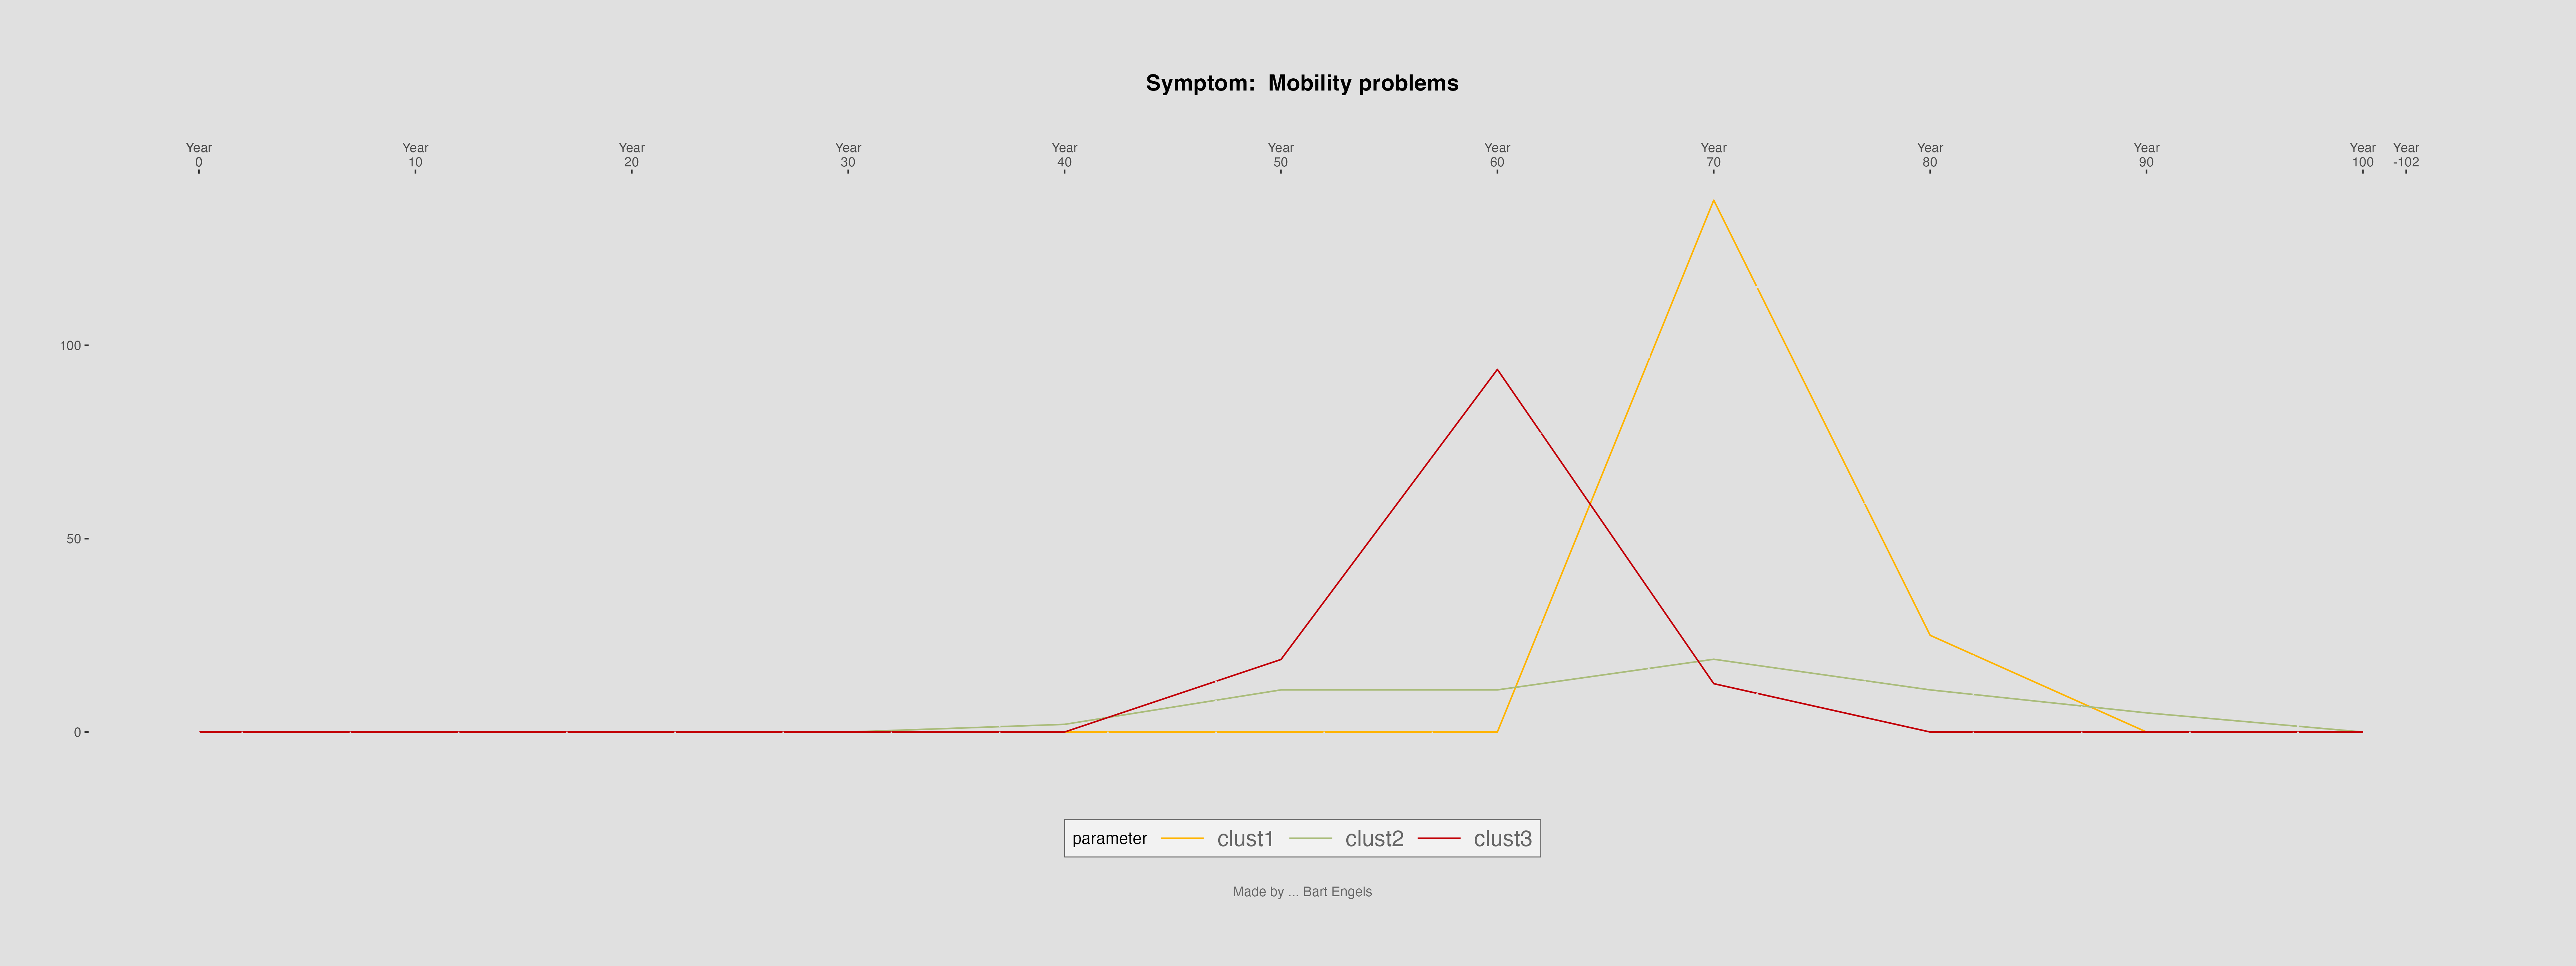 Symptom:  Mobility problems
Year Year Year Year Year Year Year Year Year Year Year Year
0 10 20 30 40 50 60 70 80 90 100 -102
100
50
0
parameter clust1 clust2 clust3
Made by ... Bart Engels